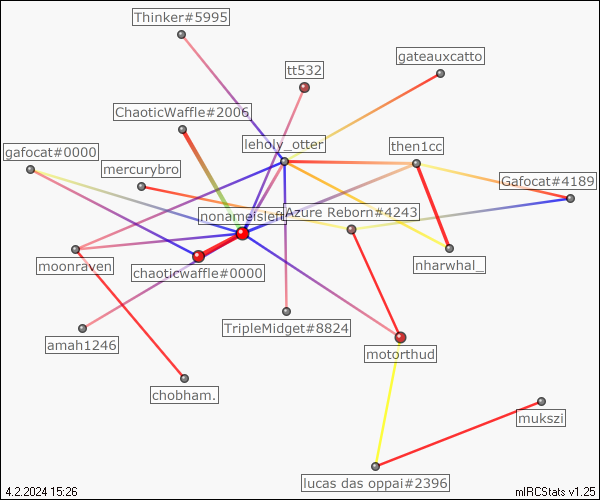 Thinker#5995
gateauxcatto
tt532
ChaoticWaffle#2006
leholy_otter
then1cc
gafocat#0000
mercurybro
Gafocat#4189
nonameisleft
Azure Reborn#4243
moonraven
chaoticwaffle#0000
nharwhal_
TripleMidget#8824
amah1246
motorthud
chobham.
mukszi
lucas das oppai#2396
4.2.2024 15:26
mIRCStats v1.25